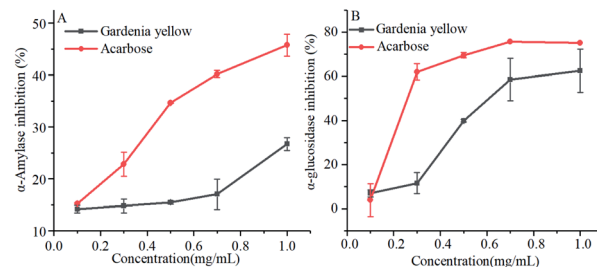 A
Gardenia yellow
Acarbose
α-Amylase inhibition (%)
50
40
30
20
10
0.0 0.2 0.4 0.6 0.8 1.0
Concentration(mg/mL)
B
Gardenia yellow
Acarbose
α-glucosidase inhibition (%)
80
60
40
20
0
0.0 0.2 0.4 0.6 0.8 1.0
Concentration(mg/mL)